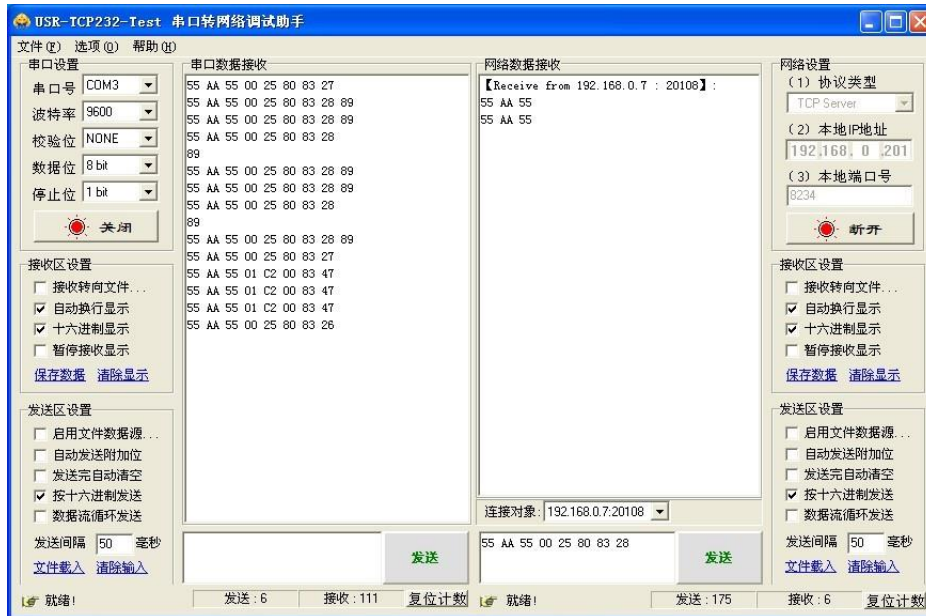 USR-TCP232-Test 串口转网络调试助手
文件(F) 选项(O) 帮助(H)
串口设置
串口号 COM3
波特率 9600
校验位 NONE
数据位 8 bit
停止位 1 bit
关闭
接收区设置
接收转向文件...
自动换行显示
十六进制显示
暂停接收显示
保存数据 清除显示
发送区设置
启用文件数据源...
自动发送附加位
发送完自动清空
按十六进制发送
数据流循环发送
发送间隔 50 毫秒
文件载入 清除输入
串口数据接收
55 AA 55 00 25 80 83 27
55 AA 55 00 25 80 83 28 89
55 AA 55 00 25 80 83 28 89
55 AA 55 00 25 80 83 28
89
55 AA 55 00 25 80 83 28 89
55 AA 55 00 25 80 83 28 89
55 AA 55 00 25 80 83 28
89
55 AA 55 00 25 80 83 28 89
55 AA 55 00 25 80 83 27
55 AA 55 01 C2 00 83 47
55 AA 55 01 C2 00 83 47
55 AA 55 01 C2 00 83 47
55 AA 55 00 25 80 83 26
发送
网络数据接收
【Receive from 192.168.0.7 : 20108】:
55 AA 55
55 AA 55
连接对象: 192.168.0.7:20108
55 AA 55 00 25 80 83 28
发送
网络设置
(1) 协议类型
TCP Server
(2) 本地IP地址
192.168. 0 .201
(3) 本地端口号
8234
断开
接收区设置
接收转向文件...
自动换行显示
十六进制显示
暂停接收显示
保存数据 清除显示
发送区设置
启用文件数据源...
自动发送附加位
发送完自动清空
按十六进制发送
数据流循环发送
发送间隔 50 毫秒
文件载入 清除输入
就绪! 发送:6 接收:111 复位计数
就绪! 发送:175 接收:6 复位计数